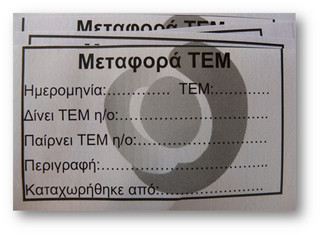 Μεταφορά ΤΕΜ
Μεταφορά ΤΕΜ
Ημερομηνία:............. ΤΕΜ:...........
Δίνει ΤΕΜ η/ο:..............................
Παίρνει ΤΕΜ η/ο:..........................
Περιγραφή:...................................
Καταχωρήθηκε από:.....................